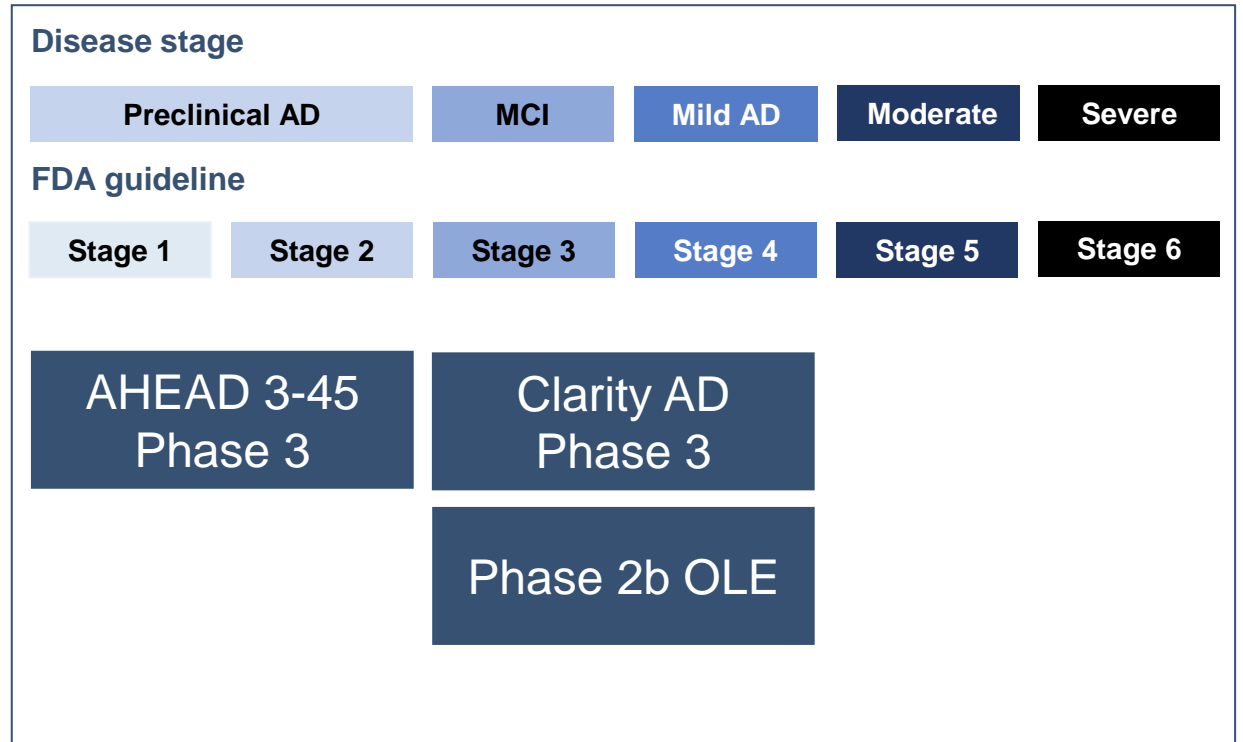 Disease stage
Preclinical AD MCI Mild AD Moderate Severe
FDA guideline
Stage 1 Stage 2 Stage 3 Stage 4 Stage 5 Stage 6
AHEAD 3-45
Phase 3
Clarity AD
Phase 3
Phase 2b OLE